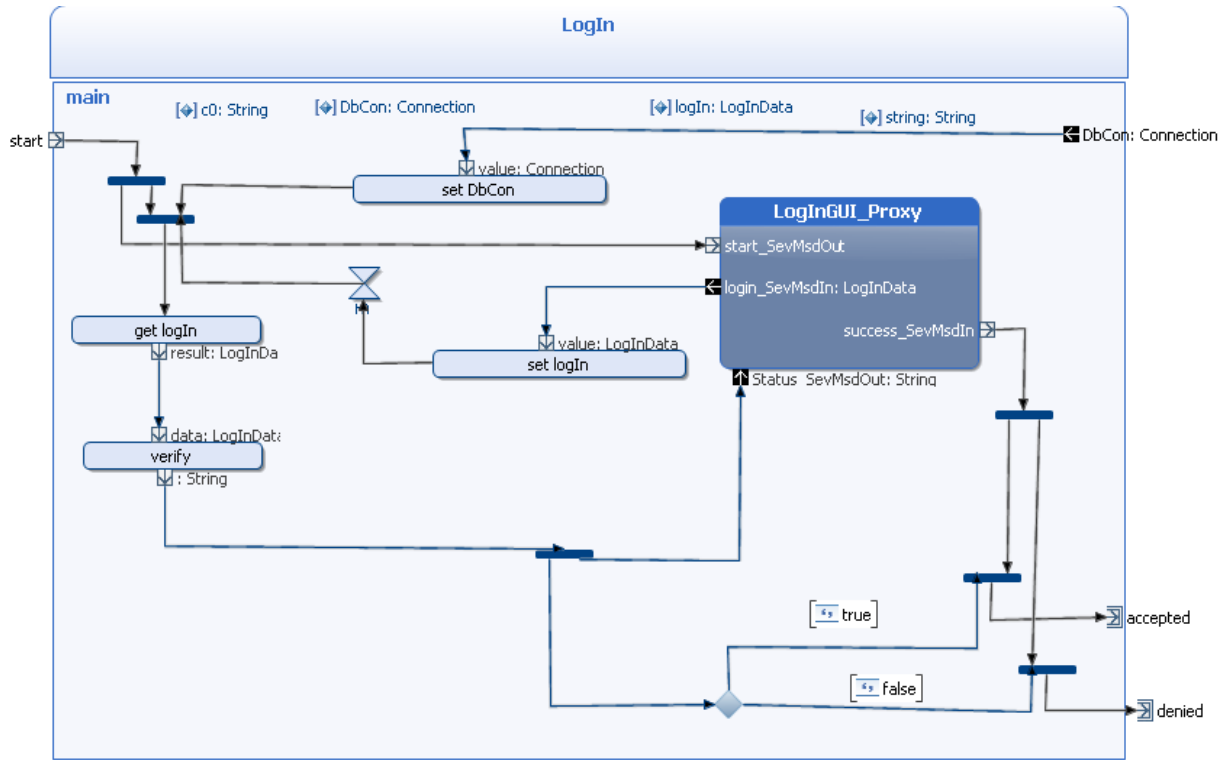 LogIn
main
c0: String
DbCon: Connection
logIn: LogInData
string: String
start
DbCon: Connection
value: Connection
set DbCon
LogInGUI_Proxy
start_SevMsdOut
login_SevMsdIn: LogInData
success_SevMsdIn
get logIn
result: LogInDa
value: LogInData
set logIn
Status_SevMsdOut: String
data: LogInData
verify
: String
true
accepted
false
denied